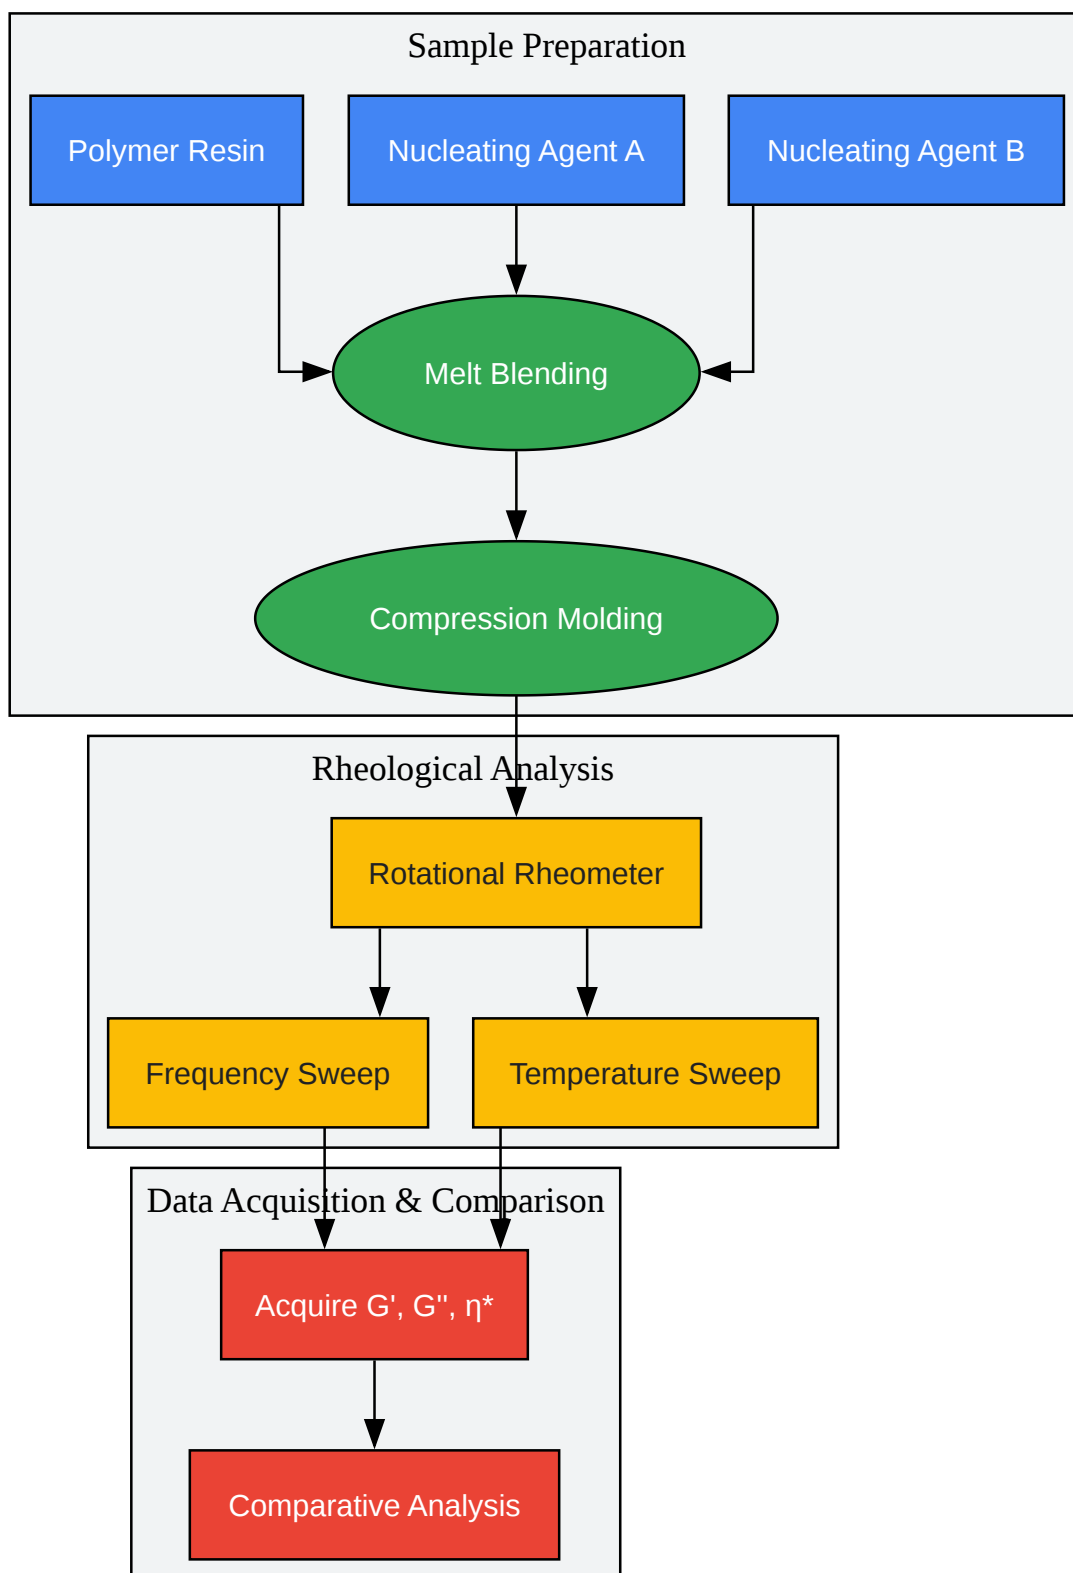 Sample Preparation
Polymer Resin
Nucleating Agent A
Nucleating Agent B
Melt Blending
Compression Molding
Rheological Analysis
Rotational Rheometer
Frequency Sweep
Temperature Sweep
Data Acquisition & Comparison
Acquire G', G'', η*
Comparative Analysis